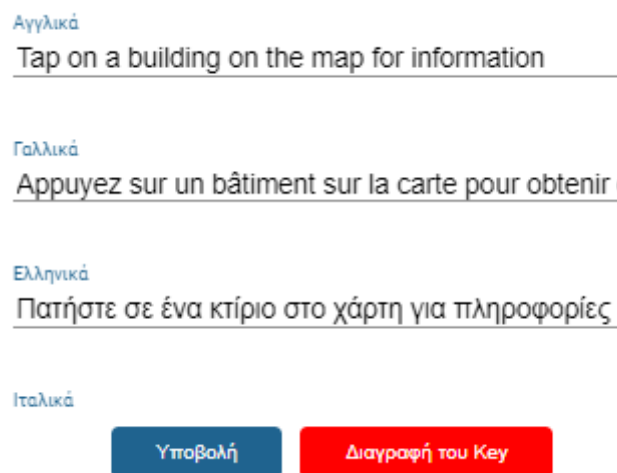 Αγγλικά
Tap on a building on the map for information
Γαλλικά
Appuyez sur un bâtiment sur la carte pour obtenir
Ελληνικά
Πατήστε σε ένα κτίριο στο χάρτη για πληροφορίες
Ιταλικά
Υποβολή Διαγραφή του Key